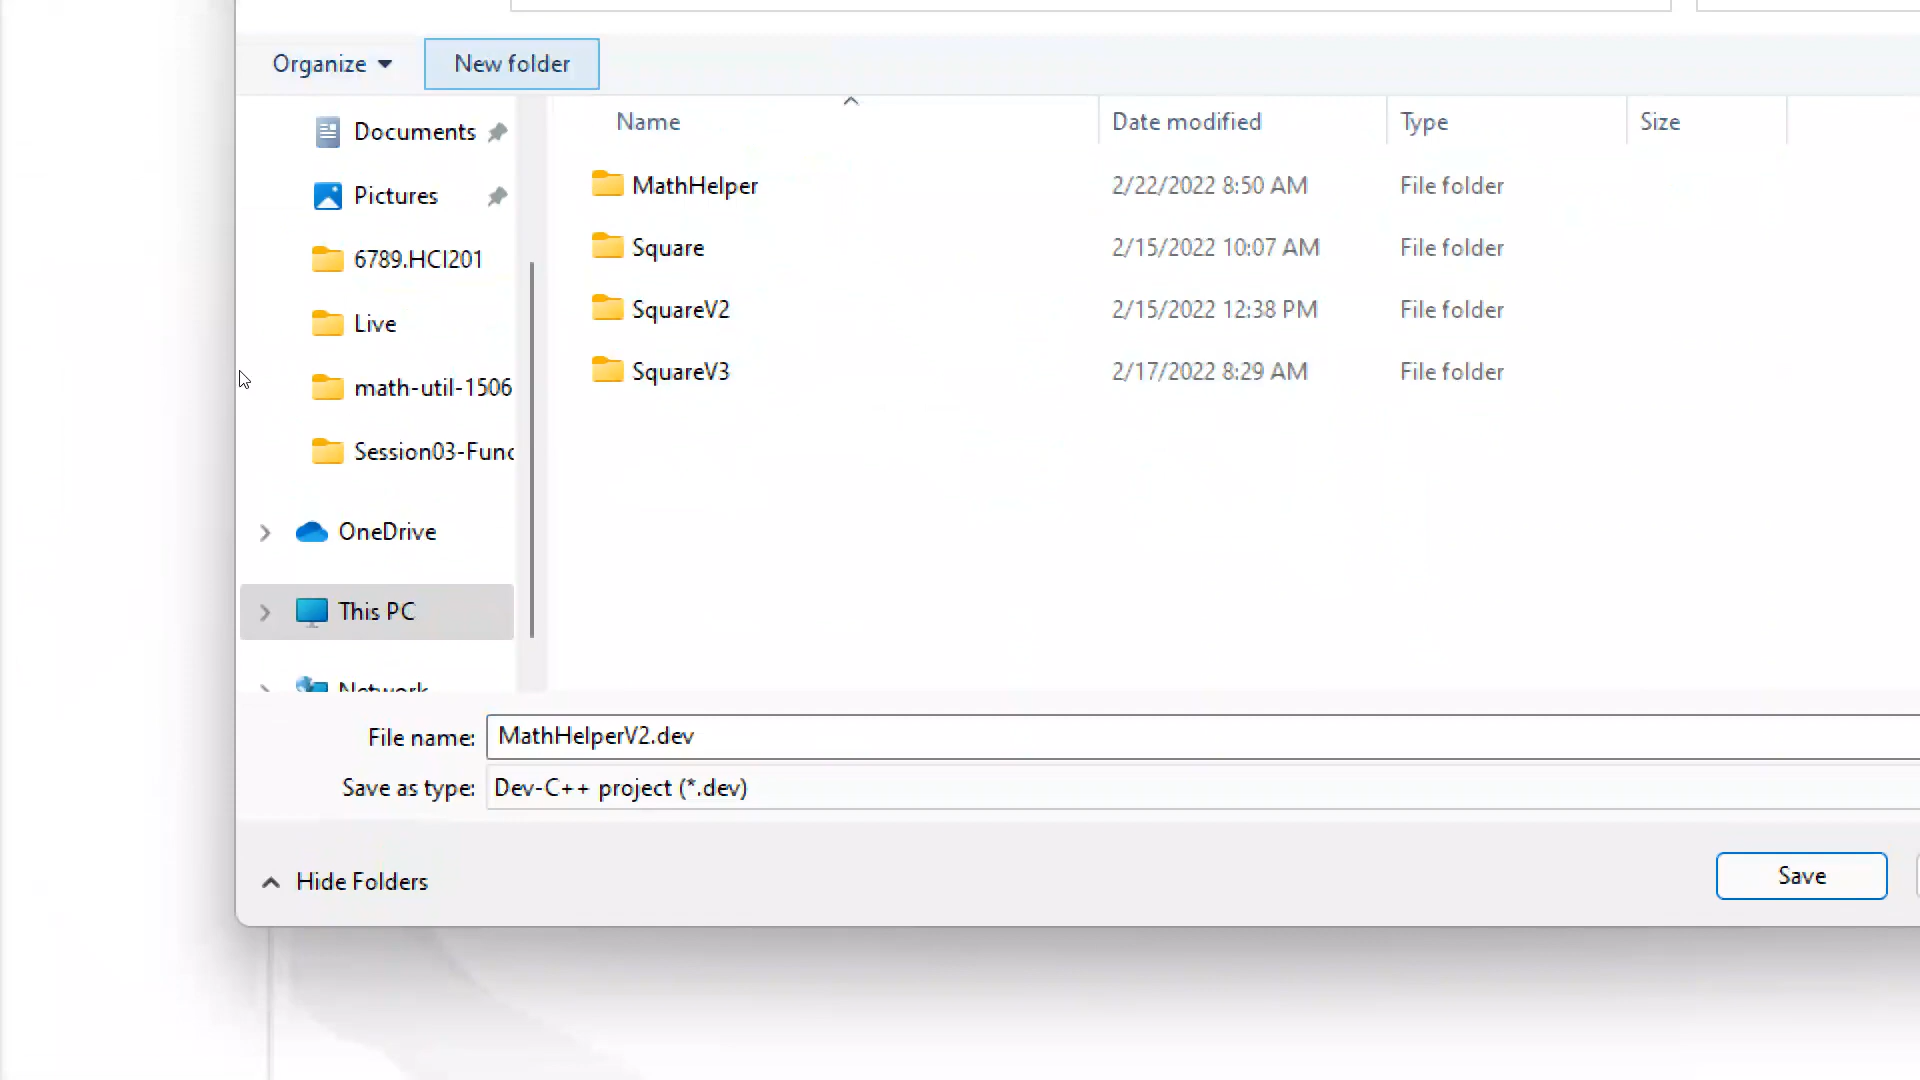 Organize New folder
Name Date modified Type Size
Documents
Pictures
6789.HCI201
Live
math-util-1506
Session03-Func
OneDrive
This PC
Network
MathHelper 2/22/2022 8:50 AM File folder
Square 2/15/2022 10:07 AM File folder
SquareV2 2/15/2022 12:38 PM File folder
SquareV3 2/17/2022 8:29 AM File folder
File name: MathHelperV2.dev
Save as type: Dev-C++ project (*.dev)
Hide Folders
Save